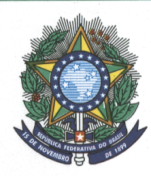 REPUBLICA FEDERATIVA DO BRASIL
15 DE NOVEMBRO DE 1889